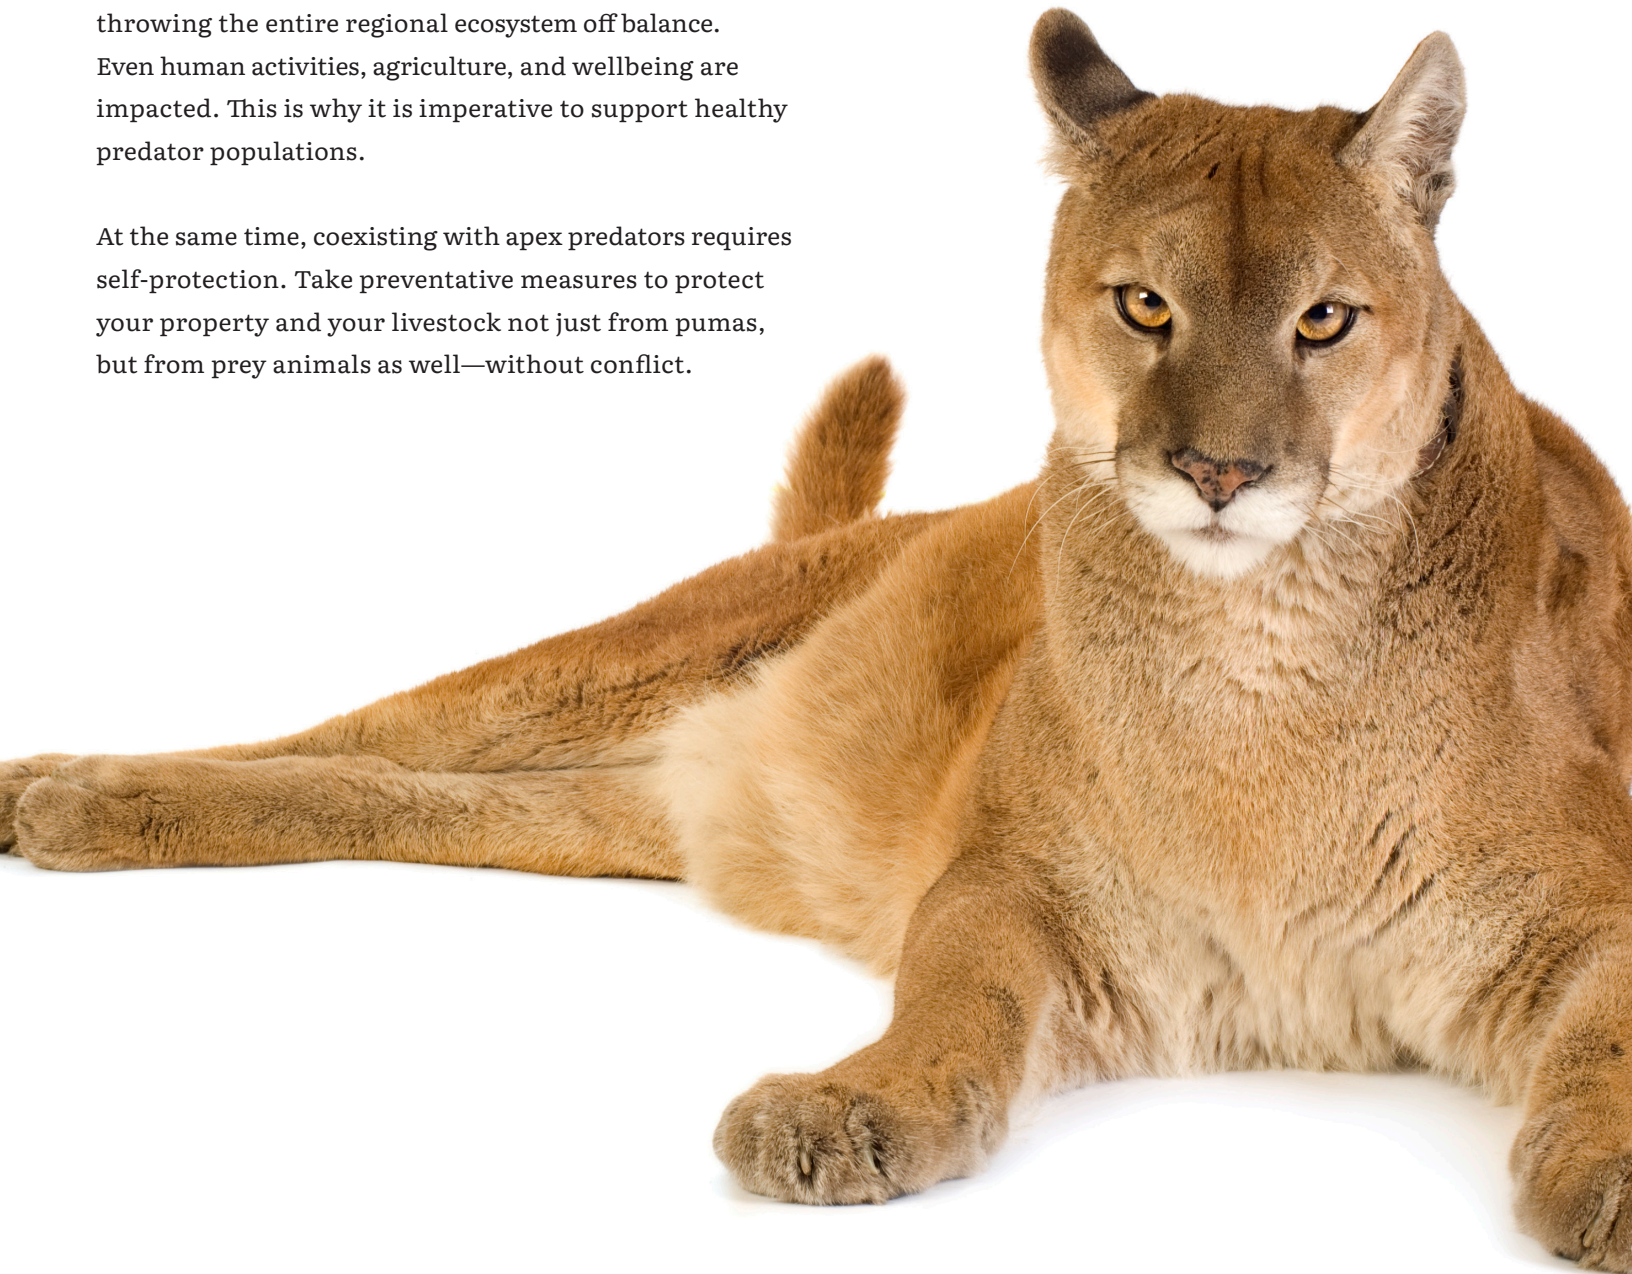 throwing the entire regional ecosystem off balance.
Even human activities, agriculture, and wellbeing are
impacted. This is why it is imperative to support healthy
predator populations.
At the same time, coexisting with apex predators requires
self-protection. Take preventative measures to protect
your property and your livestock not just from pumas,
but from prey animals as well—without conflict.